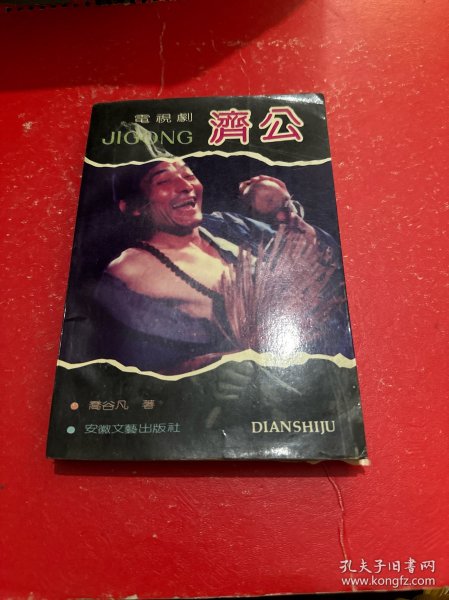 電視劇
JIGONG 濟公
喬谷凡 著
安徽文藝出版社
DIANSHIJU
孔夫子旧书网
www.kongfz.com